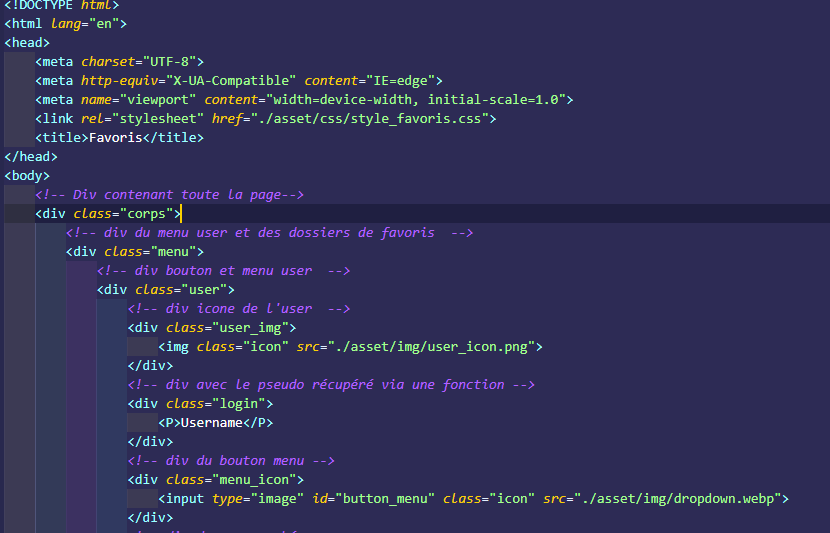 <!DOCTYPE html>
<html lang="en">
<head>
<meta charset="UTF-8">
<meta http-equiv="X-UA-Compatible" content="IE=edge">
<meta name="viewport" content="width=device-width, initial-scale=1.0">
<link rel="stylesheet" href="./asset/css/style_favoris.css">
<title>Favoris</title>
</head>
<body>
<!-- Div contenant toute la page-->
<div class="corps">
<!-- div du menu user et des dossiers de favoris  -->
<div class="menu">
<!-- div bouton et menu user  -->
<div class="user">
<!-- div icone de l'user  -->
<div class="user_img">
<img class="icon" src="./asset/img/user_icon.png">
</div>
<!-- div avec le pseudo récupéré via une fonction -->
<div class="login">
<P>Username</P>
</div>
<!-- div du bouton menu -->
<div class="menu_icon">
<input type="image" id="button_menu" class="icon" src="./asset/img/dropdown.webp">
</div>